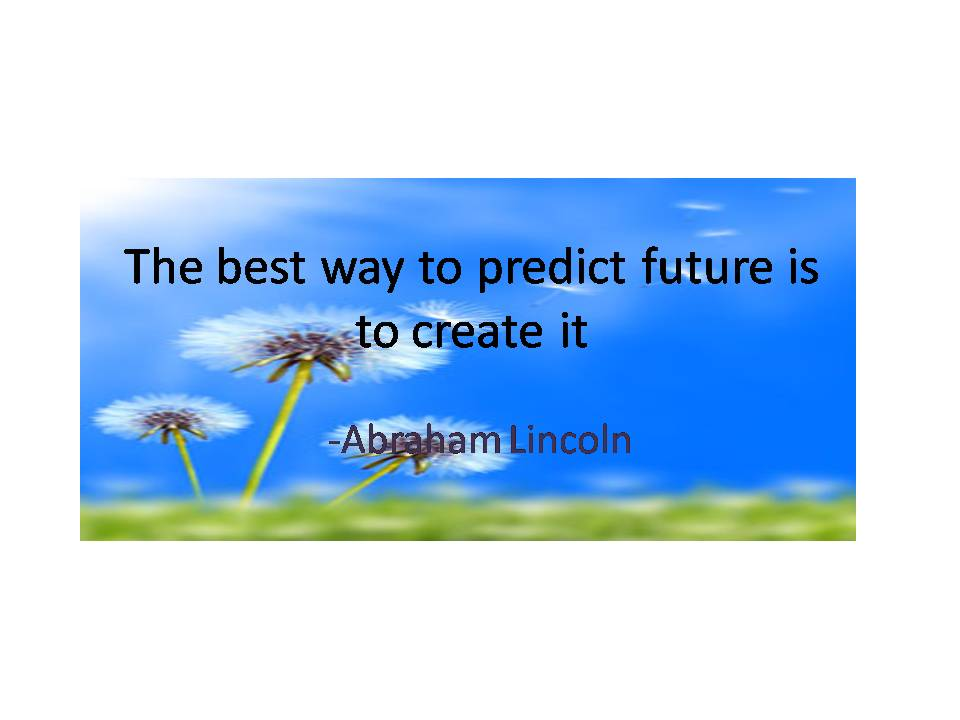 The best way to predict future is
to create it
-Abraham Lincoln